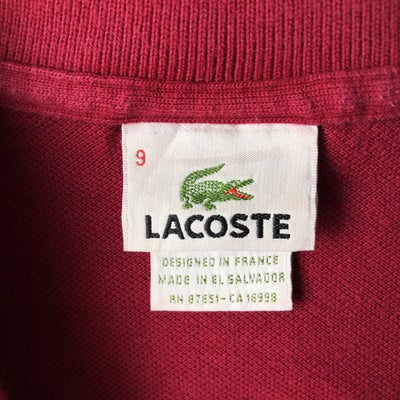 9
LACOSTE
DESIGNED IN FRANCE
MADE IN EL SALVADOR
RN 87651-CA 16998